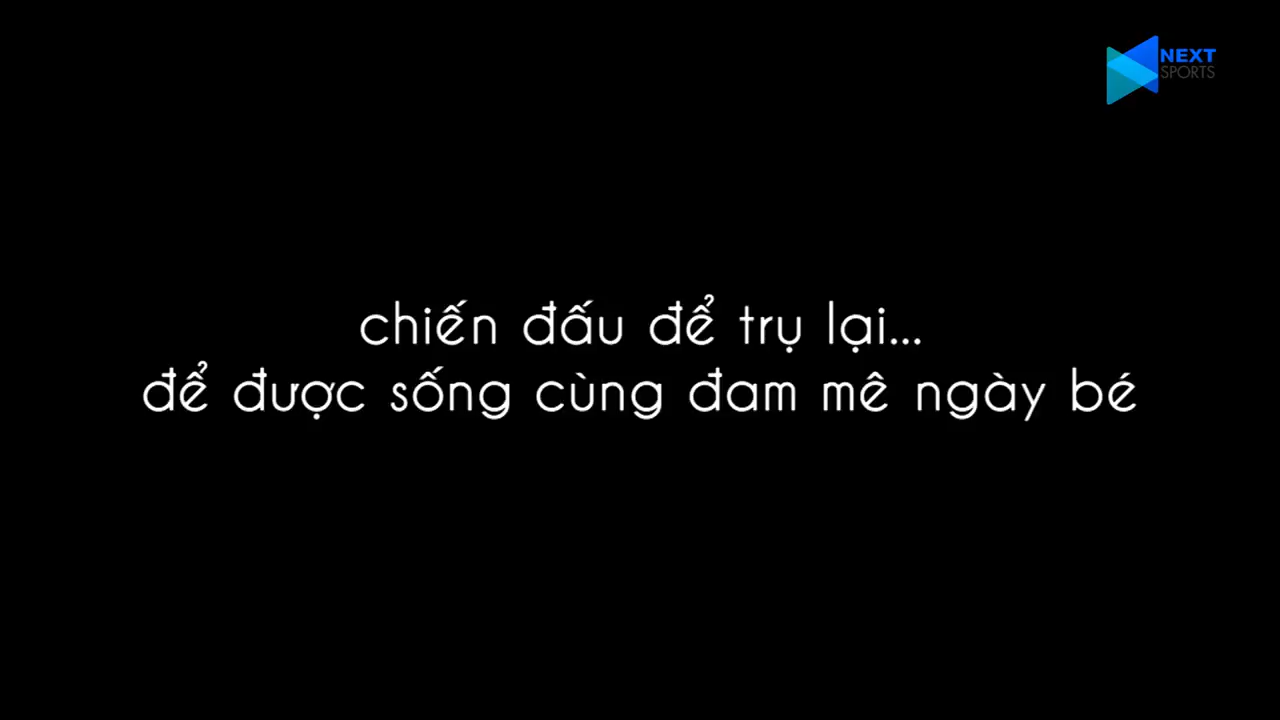 NEXT
SPORTS
chiến đấu để trụ lại...
để được sống cùng đam mê ngày bé